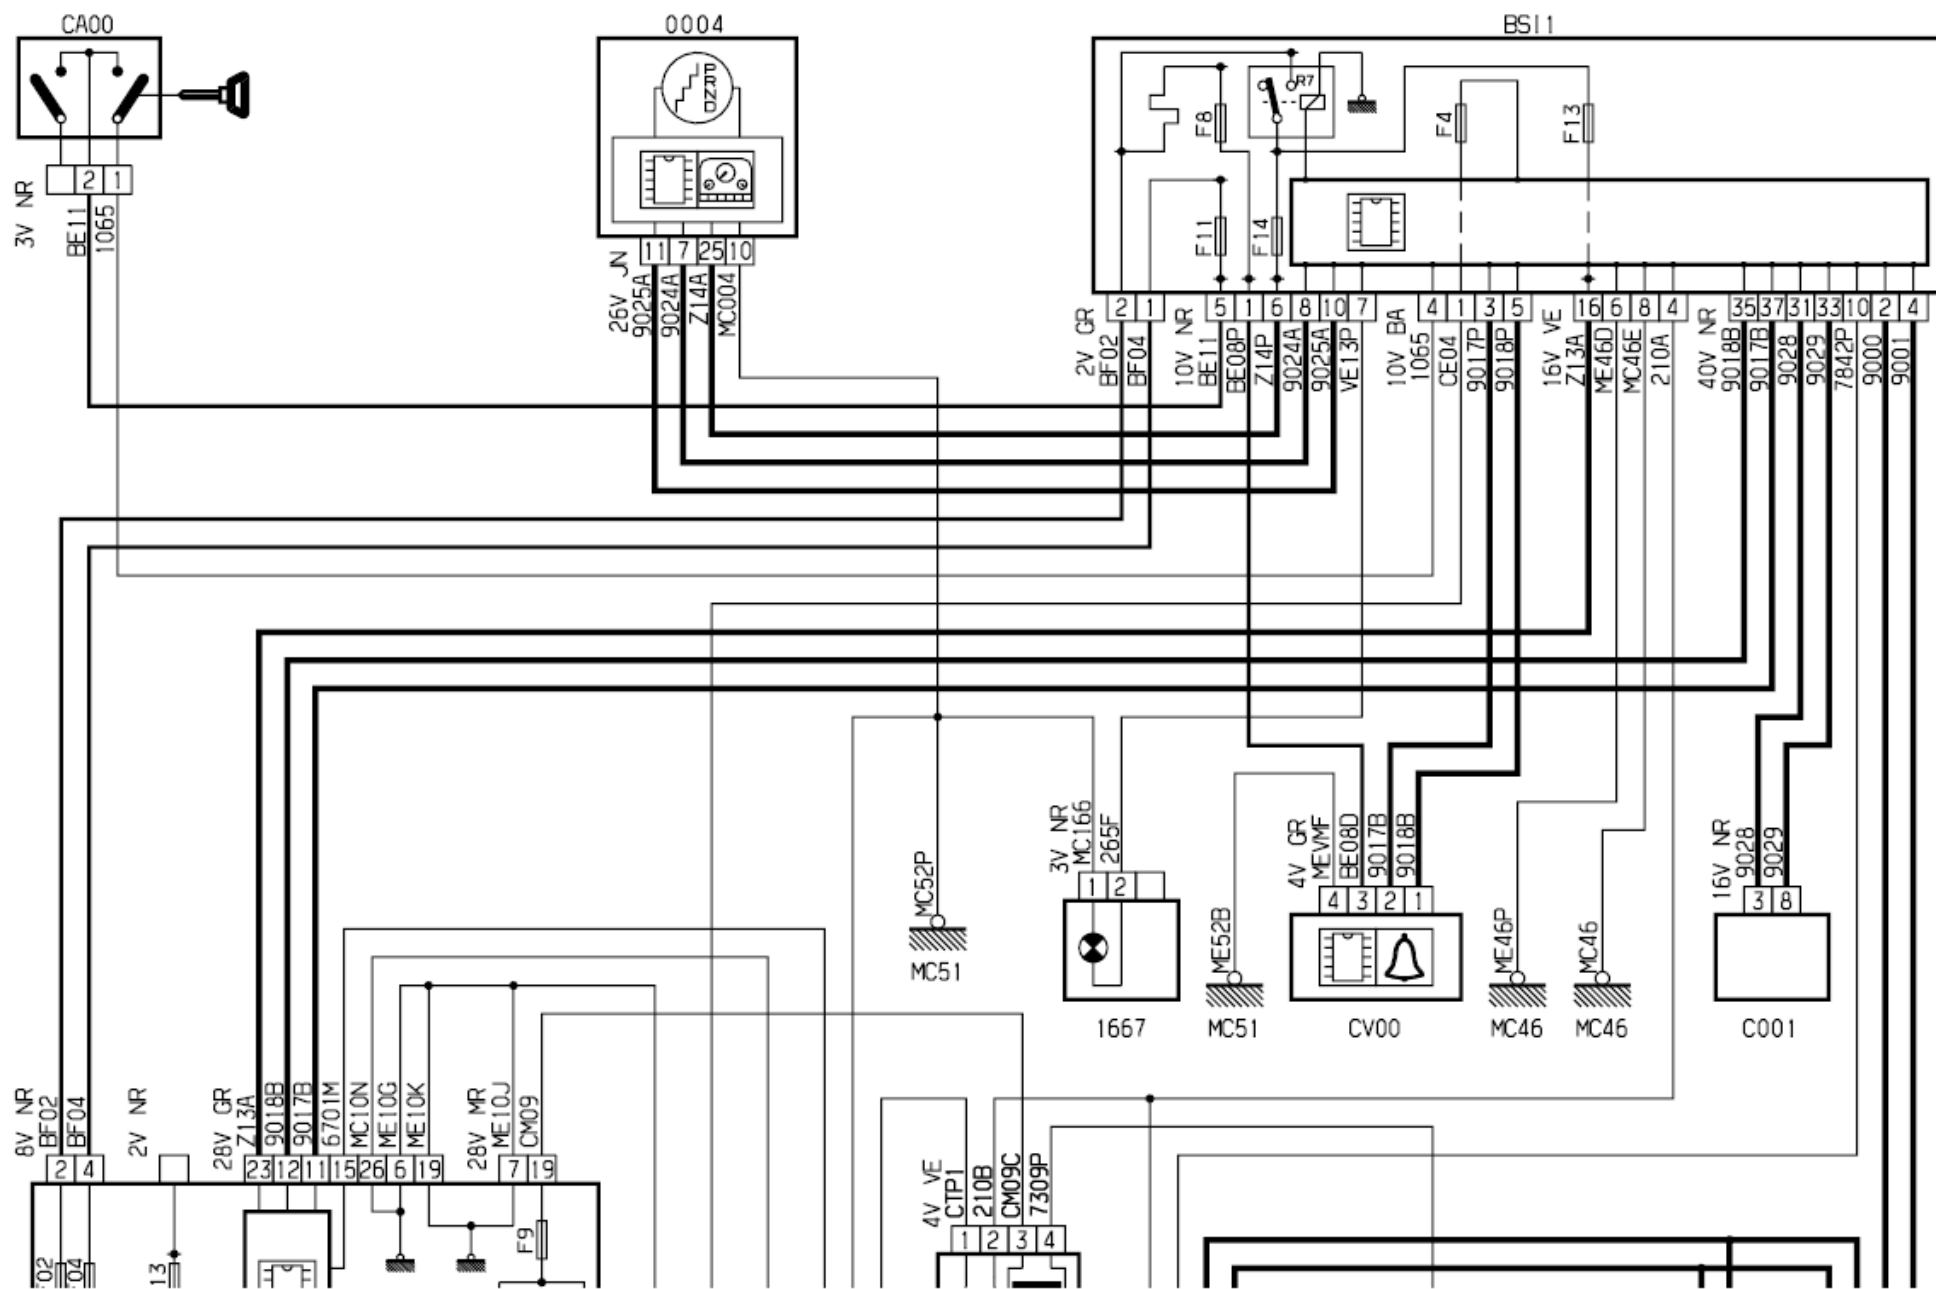 CA00
0004
BSI1
P
R
N
D
R7
F8
F4
F13
F11
F14
2 1
3V NR
BE11
1065
11 7 25 10
26V JN
9025A
9024A
Z14A
MC004
2 1 5 1 6 8 10 7 4 1 3 5 16 6 8 4 35 37 31 33 10 2 4
2V GR
BF02
BF04
10V NR
BE11
BE08P
Z14P
9024A
9025A
VE13P
10V BA
1065
CE04
9017P
9018P
16V VE
Z13A
ME46D
MC46E
210A
40V NR
9018B
9017B
9028
9029
7842P
9000
9001
MC52P
MC51
3V NR
MC166
265F
1 2
1667
ME52B
MC51
4V GR
MEVMF
BE08D
9017B
9018B
4 3 2 1
CV00
ME46P
MC46
MC46
MC46
16V NR
9028
9029
3 8
C001
8V NR
BF02
BF04
2V NR
28V GR
Z13A
9018B
9017B
6701M
MC10N
ME10G
ME10K
28V MR
ME10J
CM09
2 4 23 12 11 15 26 6 19 7 19
4V VE
CTP1
210B
CM09C
7309P
1 2 3 4
F9
F02
F04
13